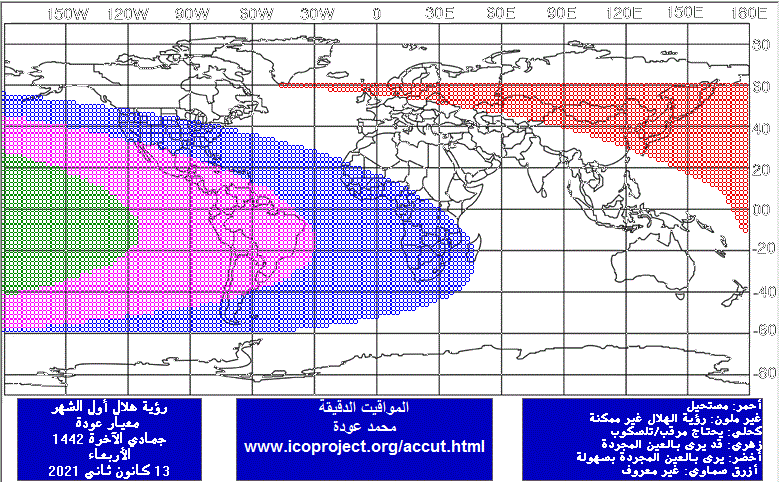 150W 120W 90W 60W 30W 0 30E 60E 90E 120E 150E 180E
80
60
40
20
00
-20
-40
-60
-80
رؤية هلال أول الشهر
معيار عودة
جمادي الآخرة 1442
الأربعاء
13 كانون ثاني 2021
المواقيت الدقيقة
محمد عودة
www.icoproject.org/accut.html
أحمر: مستحيل
غير ملون: رؤية الهلال غير ممكنة
كحلي: يحتاج مرقب/تلسكوب
زهري: قد يرى بالعين المجردة
أخضر: يرى بالعين المجردة بسهولة
أزرق سماوي: غير معروف